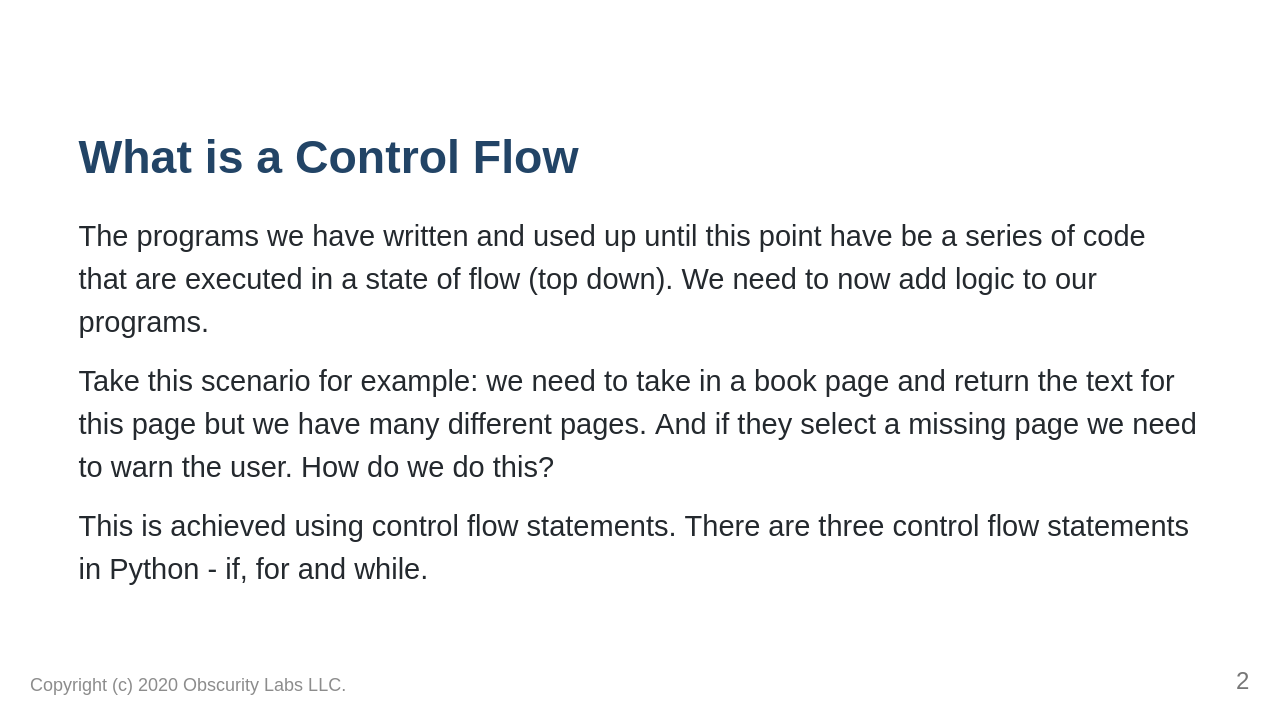 What is a Control Flow
The programs we have written and used up until this point have be a series of code
that are executed in a state of flow (top down). We need to now add logic to our
programs.
Take this scenario for example: we need to take in a book page and return the text for
this page but we have many different pages. And if they select a missing page we need
to warn the user. How do we do this?
This is achieved using control flow statements. There are three control flow statements
in Python - if, for and while.
Copyright (c) 2020 Obscurity Labs LLC.
2